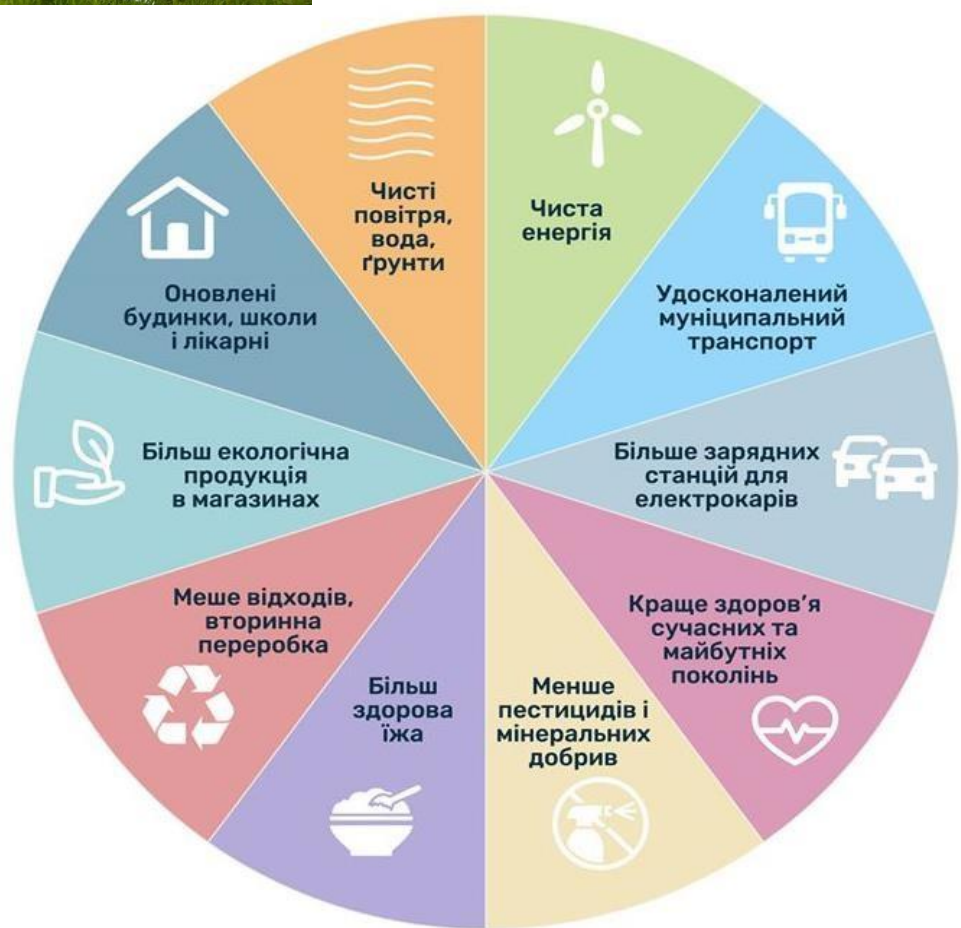 Чисті
повітря,
вода,
ґрунти
Чиста
енергія
Удосконалений
муніципальний
транспорт
Більше зарядних
станцій для
електрокарів
Краще здоров’я
сучасних та
майбутніх
поколінь
Менше
пестицидів і
мінеральних
добрив
Більш
здорова
їжа
Меше відходів,
вторинна
переробка
Більш екологічна
продукція
в магазинах
Оновлені
будинки, школи
і лікарні